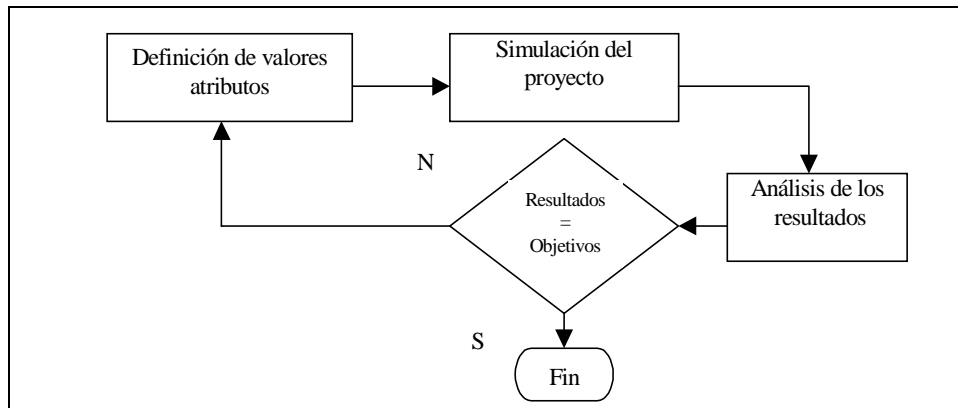 Definición de valores
atributos
Simulación del
proyecto
N
Análisis de los
resultados
Resultados
=
Objetivos
S
Fin